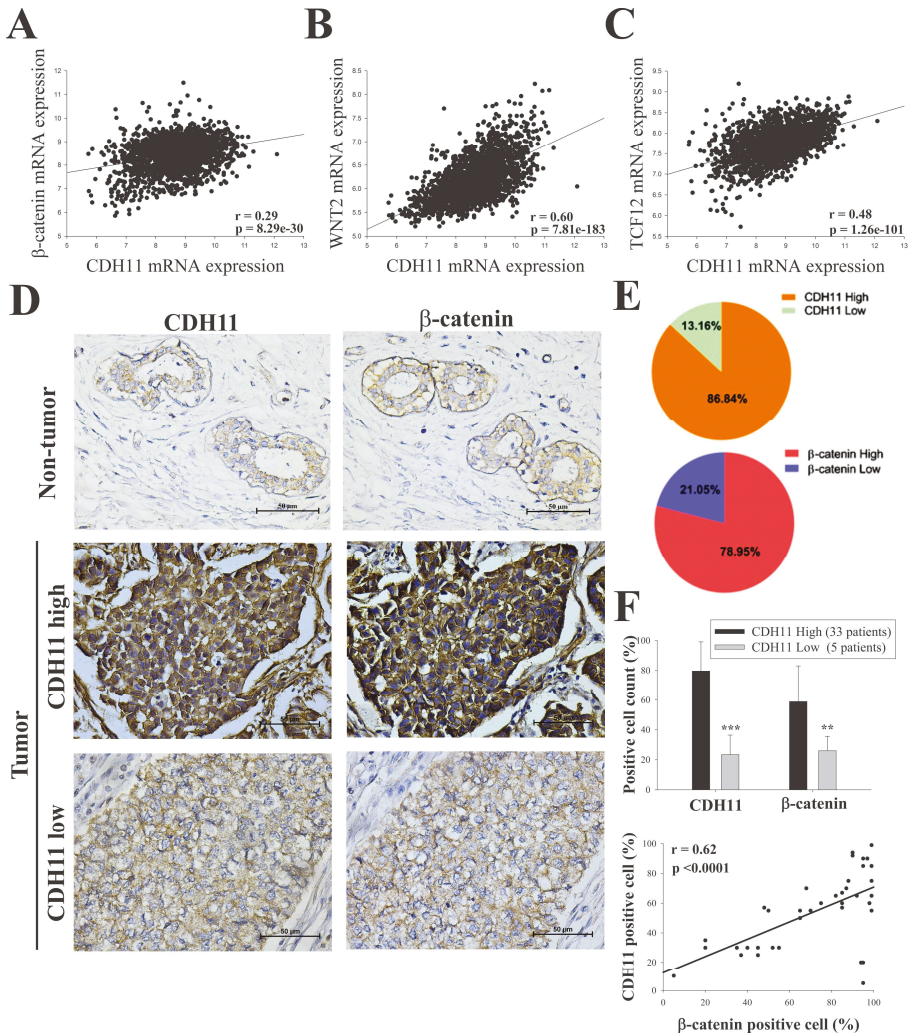 A
B
C
β-catenin mRNA expression
12
11
10
9
8
7
6
5
r = 0.29
p = 8.29e-30
5 6 7 8 9 10 11 12 13
CDH11 mRNA expression
WNT2 mRNA expression
8.5
8.0
7.5
7.0
6.5
6.0
5.5
5.0
r = 0.60
p = 7.81e-183
5 6 7 8 9 10 11 12 13
CDH11 mRNA expression
TCF12 mRNA expression
9.5
9.0
8.5
8.0
7.5
7.0
6.5
6.0
5.5
r = 0.48
p = 1.26e-101
5 6 7 8 9 10 11 12 13
CDH11 mRNA expression
D
CDH11
β-catenin
Non-tumor
50 µm
50 µm
Tumor
CDH11 high
50 µm
50 µm
CDH11 low
50 µm
50 µm
E
CDH11 High
CDH11 Low
13.16%
86.84%
β-catenin High
β-catenin Low
21.05%
78.95%
F
CDH11 High (33 patients)
CDH11 Low (5 patients)
Positive cell count (%)
100
80
60
40
20
0
***
**
CDH11
β-catenin
CDH11 positive cell (%)
100
80
60
40
30
20
0
r = 0.62
p <0.0001
0 20 40 60 80 100
β-catenin positive cell (%)